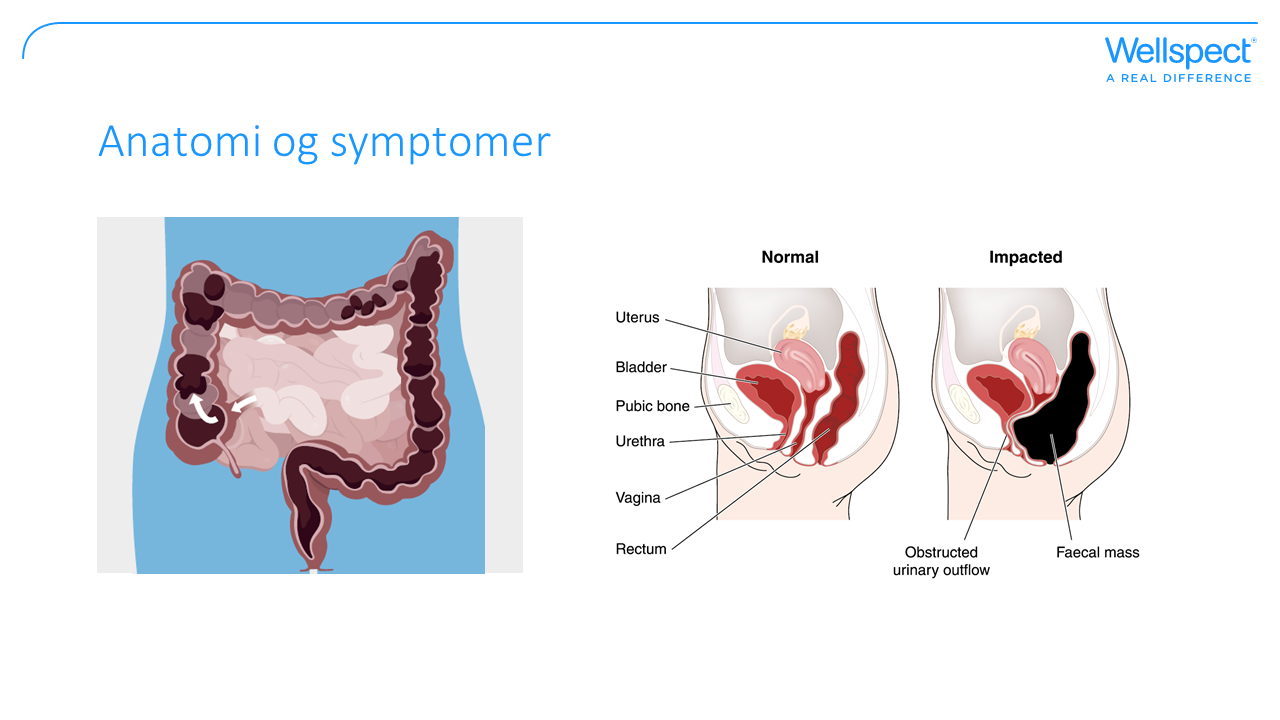 Wellspect®
A REAL DIFFERENCE
Anatomi og symptomer
Normal
Impacted
Uterus
Bladder
Pubic bone
Urethra
Vagina
Rectum
Obstructed
urinary outflow
Faecal mass